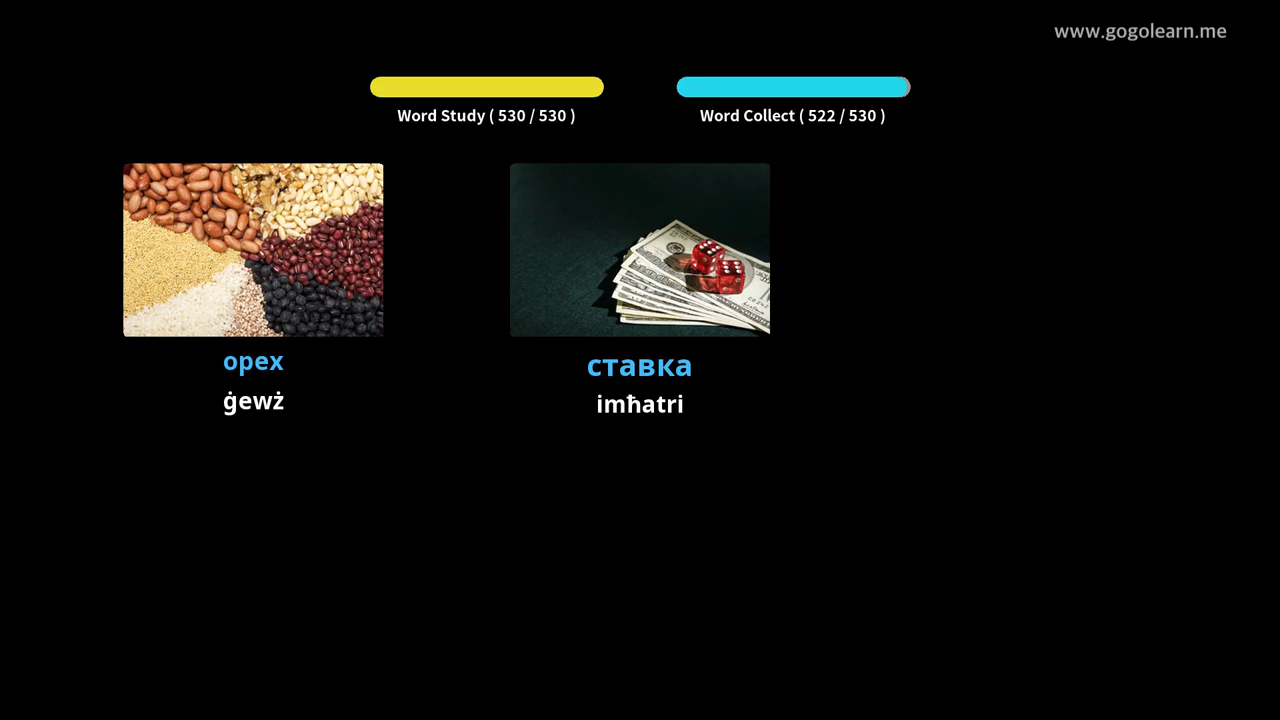 www.gogolearn.me
Word Study ( 530 / 530 )
Word Collect ( 522 / 530 )
орех
ġewż
ставка
imħatri